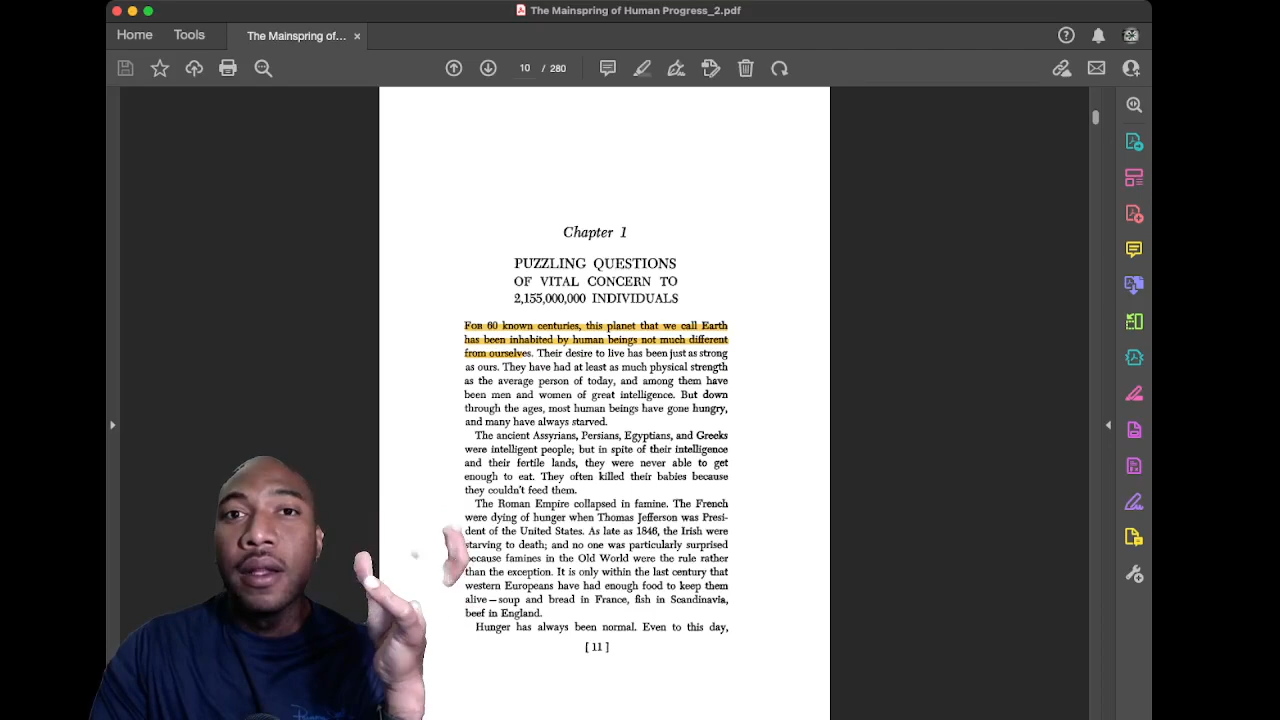 The Mainspring of Human Progress_2.pdf
Home
Tools
The Mainspring of... ×
10 / 280
Chapter 1
PUZZLING QUESTIONS
OF VITAL CONCERN TO
2,155,000,000 INDIVIDUALS
FOR 60 known centuries, this planet that we call Earth
has been inhabited by human beings not much different
from ourselves. Their desire to live has been just as strong
as ours. They have had at least as much physical strength
as the average person of today, and among them have
been men and women of great intelligence. But down
through the ages, most human beings have gone hungry,
and many have always starved.
The ancient Assyrians, Persians, Egyptians, and Greeks
were intelligent people; but in spite of their intelligence
and their fertile lands, they were never able to get
enough to eat. They often killed their babies because
they couldn't feed them.
The Roman Empire collapsed in famine. The French
were dying of hunger when Thomas Jefferson was Presi-
dent of the United States. As late as 1846, the Irish were
starving to death; and no one was particularly surprised
because famines in the Old World were the rule rather
than the exception. It is only within the last century that
western Europeans have had enough food to keep them
alive—soup and bread in France, fish in Scandinavia,
beef in England.
Hunger has always been normal. Even to this day,
[ 11 ]